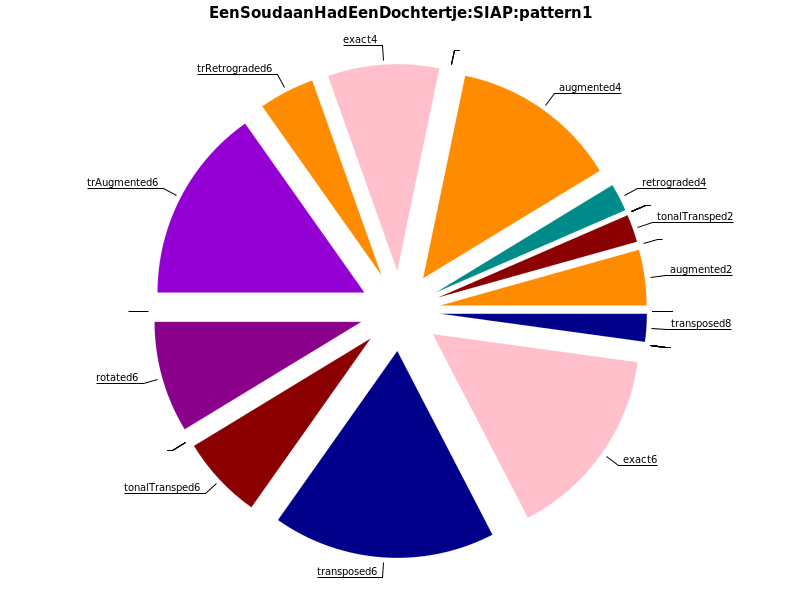 EenSoudaanHadEenDochtertje:SIAP:pattern1
exact4
trRetrograded6
augmented4
trAugmented6
retrograded4
tonalTransped2
augmented2
transposed8
rotated6
exact6
tonalTransped6
transposed6